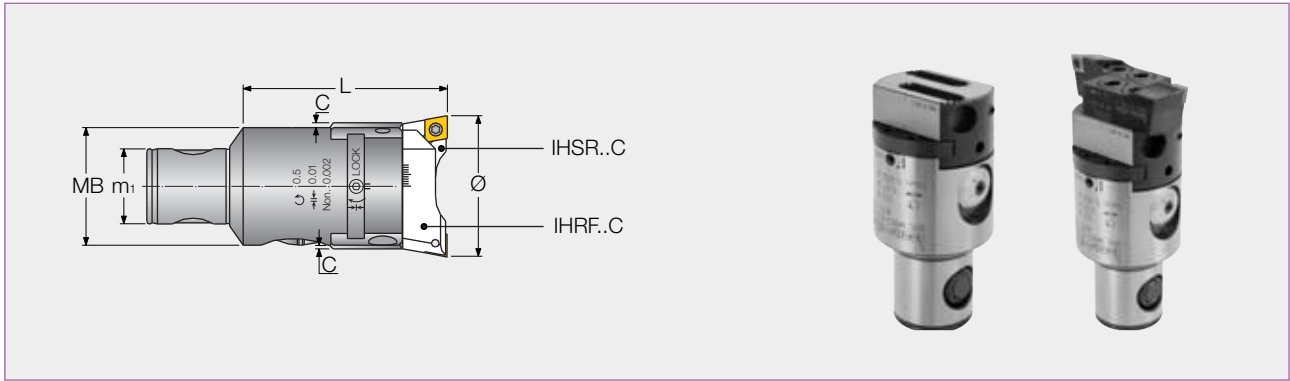 L
C
IHSR..C
MB m₁
0.5
0.01
Non. 0.002
LOCK
Ø
IHRF..C
C